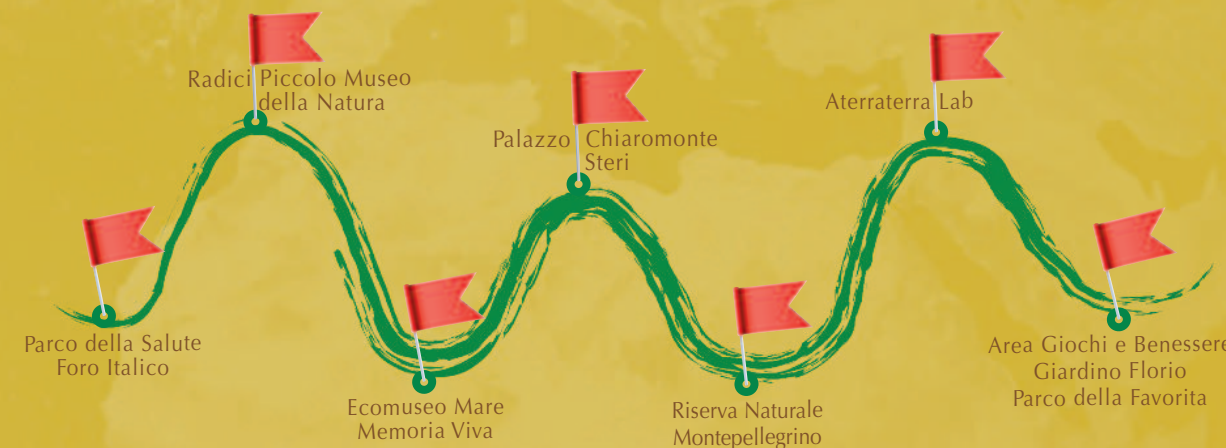 Radici Piccolo Museo
della Natura
Palazzo Chiaromonte
Steri
Aterraterra Lab
Parco della Salute
Foro Italico
Ecomuseo Mare
Memoria Viva
Riserva Naturale
Montepellegrino
Area Giochi e Benessere
Giardino Florio
Parco della Favorita